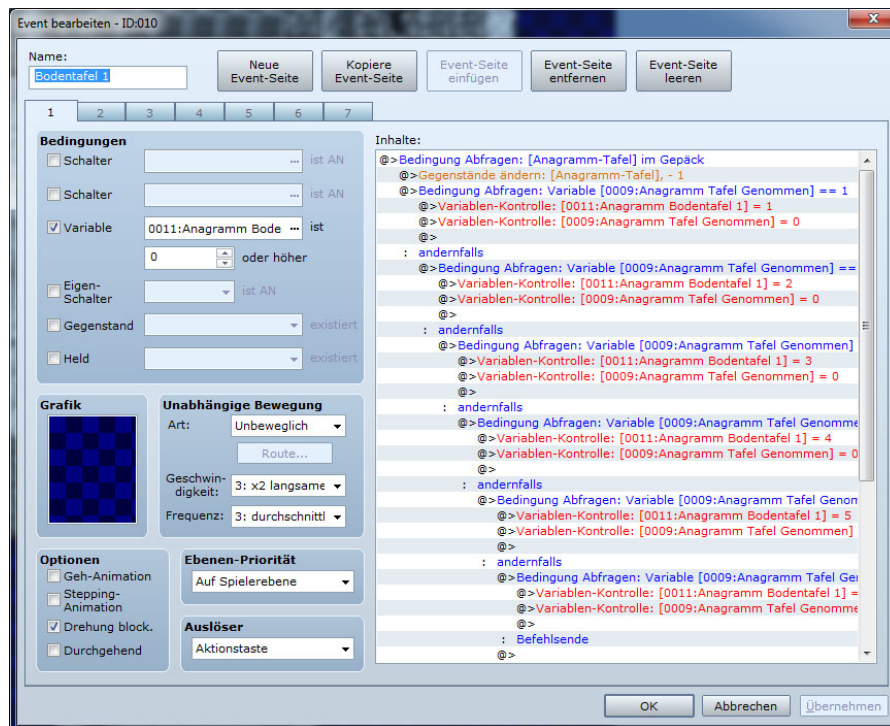 Event bearbeiten - ID:010
Name:
Bodentafel 1
Neue
Event-Seite
Kopiere
Event-Seite
Event-Seite
einfügen
Event-Seite
entfernen
Event-Seite
leeren
1 2 3 4 5 6 7
Bedingungen
Schalter ... ist AN
Schalter ... ist AN
Variable 0011:Anagramm Bode ... ist
0 oder höher
Eigen-
Schalter ist AN
Gegenstand existiert
Held existiert
Grafik
Unabhängige Bewegung
Art: Unbeweglich
Route...
Geschwin-
digkeit: 3: x2 langsame
Frequenz: 3: durchschnittl
Optionen
Geh-Animation
Stepping-
Animation
Drehung block.
Durchgehend
Ebenen-Priorität
Auf Spielerebene
Auslöser
Aktionstaste
Inhalte:
@>Bedingung Abfragen: [Anagramm-Tafel] im Gepäck
@>Gegenstände ändern: [Anagramm-Tafel], - 1
@>Bedingung Abfragen: Variable [0009:Anagramm Tafel Genommen] == 1
@>Variablen-Kontrolle: [0011:Anagramm Bodentafel 1] = 1
@>Variablen-Kontrolle: [0009:Anagramm Tafel Genommen] = 0
@>
: andernfalls
@>Bedingung Abfragen: Variable [0009:Anagramm Tafel Genommen] ==
@>Variablen-Kontrolle: [0011:Anagramm Bodentafel 1] = 2
@>Variablen-Kontrolle: [0009:Anagramm Tafel Genommen] = 0
@>
: andernfalls
@>Bedingung Abfragen: Variable [0009:Anagramm Tafel Genommen]
@>Variablen-Kontrolle: [0011:Anagramm Bodentafel 1] = 3
@>Variablen-Kontrolle: [0009:Anagramm Tafel Genommen] = 0
@>
: andernfalls
@>Bedingung Abfragen: Variable [0009:Anagramm Tafel Genomme
@>Variablen-Kontrolle: [0011:Anagramm Bodentafel 1] = 4
@>Variablen-Kontrolle: [0009:Anagramm Tafel Genommen] = 0
@>
: andernfalls
@>Bedingung Abfragen: Variable [0009:Anagramm Tafel Genom
@>Variablen-Kontrolle: [0011:Anagramm Bodentafel 1] = 5
@>Variablen-Kontrolle: [0009:Anagramm Tafel Genommen]
@>
: andernfalls
@>Bedingung Abfragen: Variable [0009:Anagramm Tafel Ge
@>Variablen-Kontrolle: [0011:Anagramm Bodentafel 1] =
@>Variablen-Kontrolle: [0009:Anagramm Tafel Genomme
@>
: Befehlsende
@>
OK
Abbrechen
Übernehmen